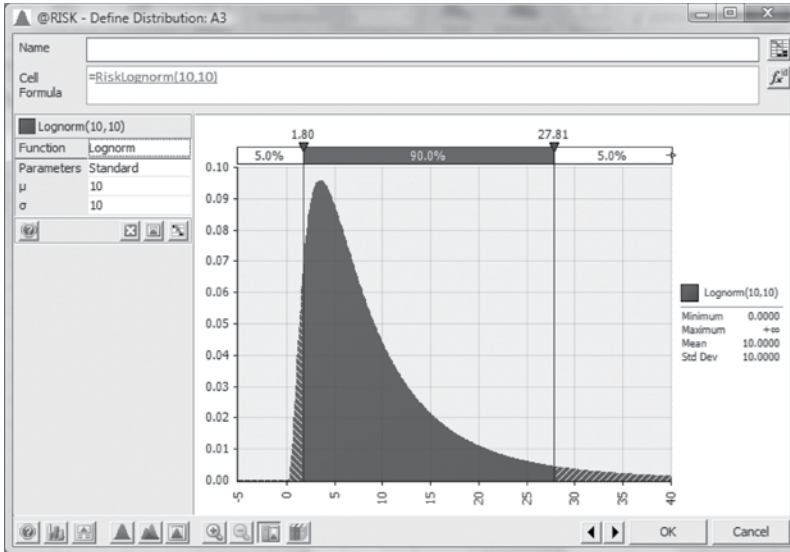 @RISK - Define Distribution: A3
Name
Cell Formula
=RiskLognorm(10,10)
Lognorm(10,10)
Function Lognorm
Parameters Standard
μ 10
σ 10
1.80 27.81
5.0% 90.0% 5.0%
0.10
0.09
0.08
0.07
0.06
0.05
0.04
0.03
0.02
0.01
0.00
-5 0 5 10 15 20 25 30 35 40
Lognorm(10,10)
Minimum 0.0000
Maximum +∞
Mean 10.0000
Std Dev 10.0000
OK Cancel